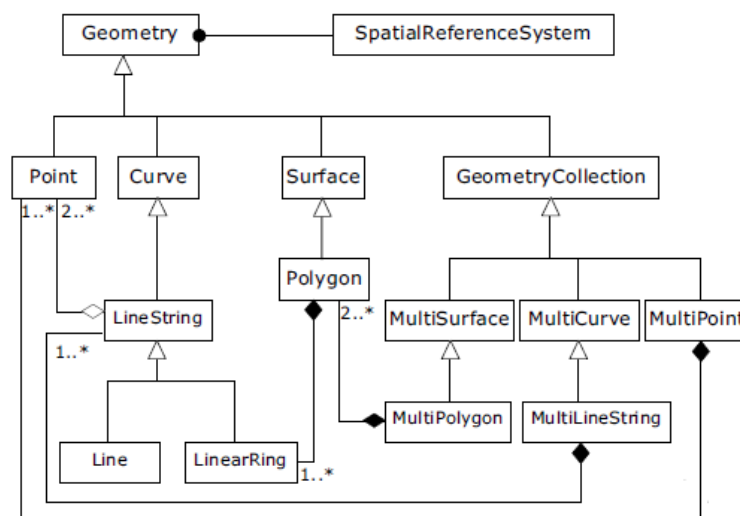 Geometry SpatialReferenceSystem
Point Curve Surface GeometryCollection
1..* 2..*
Polygon
LineString 2..* MultiSurface MultiCurve MultiPoint
1..*
MultiPolygon MultiLineString
Line LinearRing 1..*